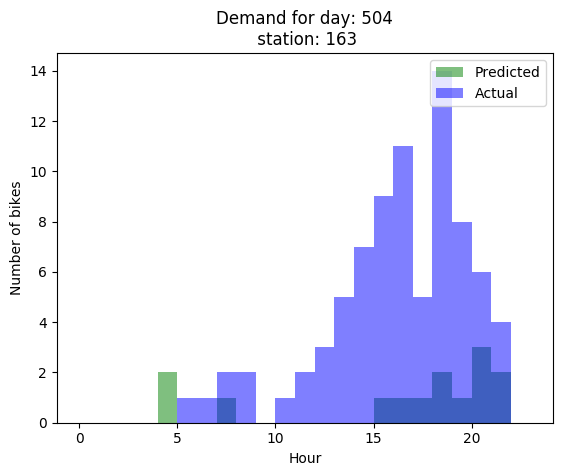 Demand for day: 504
station: 163
Predicted
Actual
Number of bikes
14
12
10
8
6
4
2
0
0 5 10 15 20
Hour